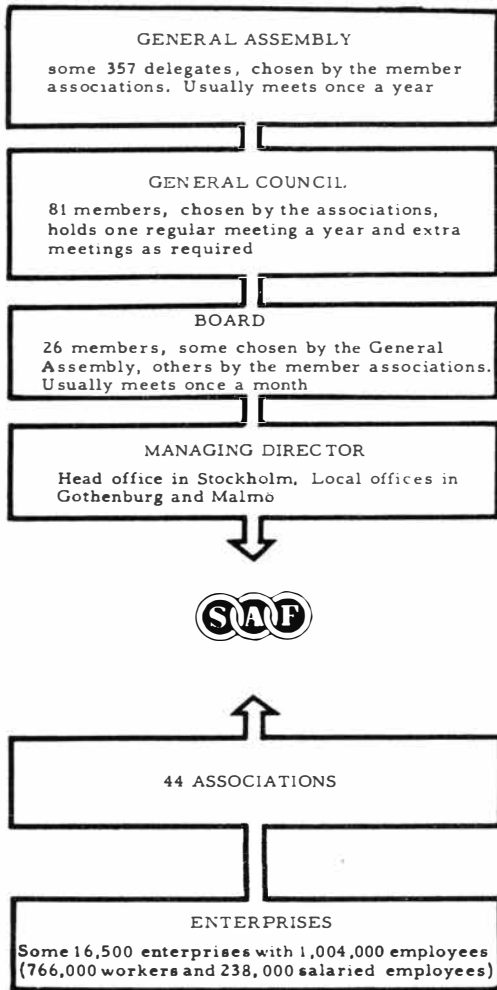 GENERAL ASSEMBLY
some 357 delegates, chosen by the member
associations. Usually meets once a year
GENERAL COUNCIL
81 members, chosen by the associations,
holds one regular meeting a year and extra
meetings as required
BOARD
26 members, some chosen by the General
Assembly, others by the member associations.
Usually meets once a month
MANAGING DIRECTOR
Head office in Stockholm, Local offices in
Gothenburg and Malmö
SAF
44 ASSOCIATIONS
ENTERPRISES
Some 16,500 enterprises with 1,004,000 employees
(766,000 workers and 238,000 salaried employees)